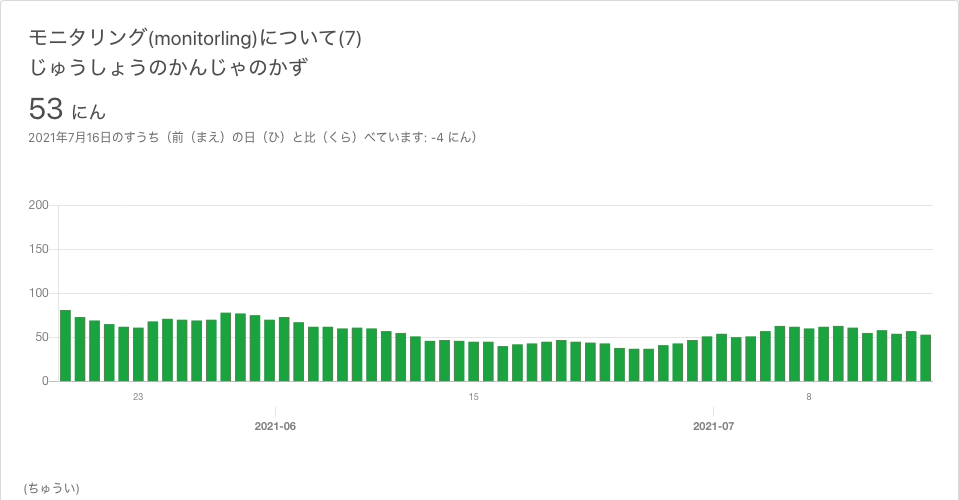 モニタリング(monitorling)について(7)
じゅうしょうのかんじゃのかず
53 にん
2021年7月16日のすうち（前（まえ）の日（ひ）と比（くら）べています: -4 にん）
200
150
100
50
0
23
15
8
2021-06
2021-07
(ちゅうい)